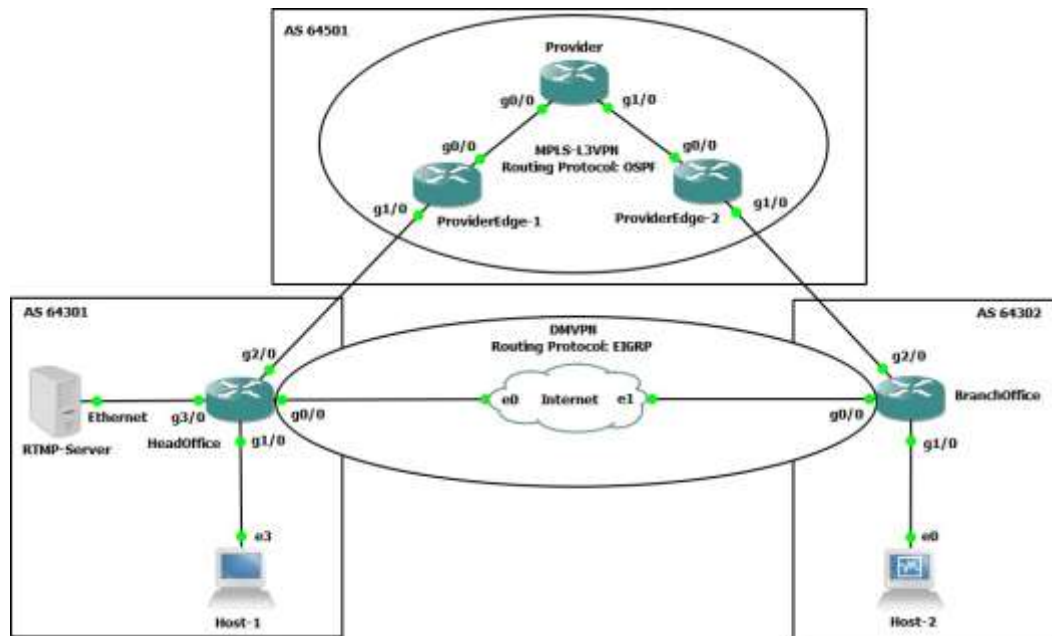 AS 64501
Provider
g0/0
g1/0
g0/0
MPLS-L3VPN
Routing Protocol: OSPF
g0/0
g1/0
ProviderEdge-1
ProviderEdge-2
g1/0
AS 64301
AS 64302
DMVPN
Routing Protocol: EIGRP
g2/0
g2/0
Ethernet
g3/0
g0/0
e0
Internet
e1
g0/0
BranchOffice
RTMP-Server
HeadOffice
g1/0
g1/0
e3
e0
Host-1
Host-2